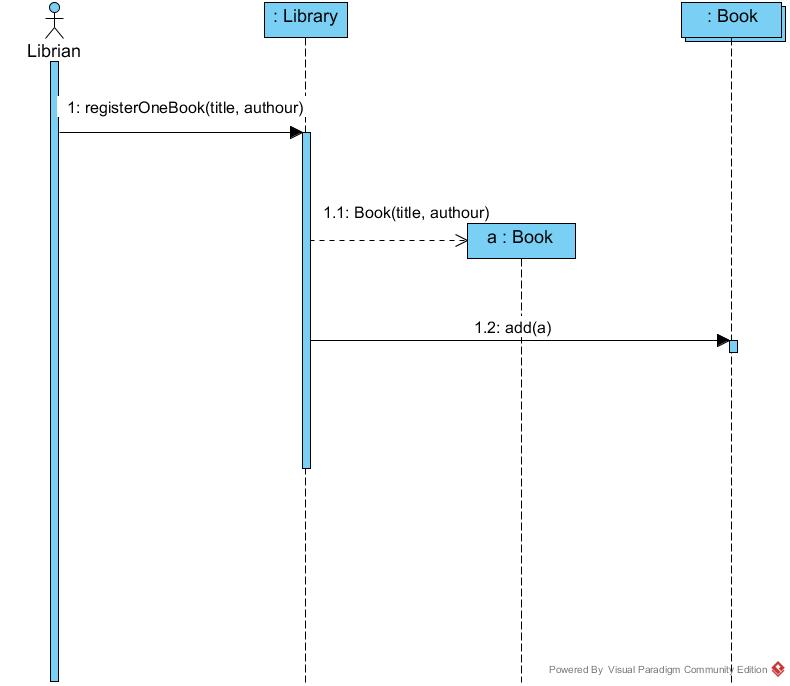 : Library
: Book
Librian
1: registerOneBook(title, authour)
1.1: Book(title, authour)
a : Book
1.2: add(a)
Powered By Visual Paradigm Community Edition